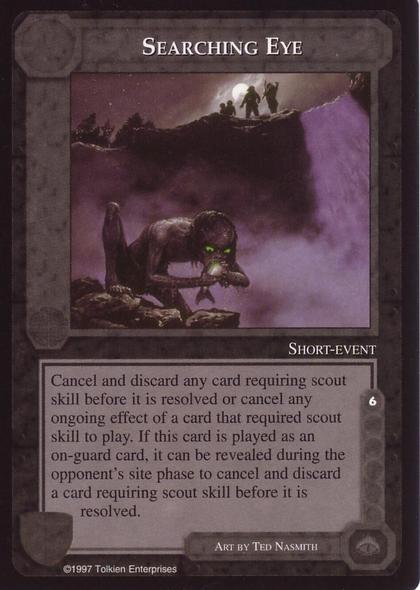 Searching Eye
Short-event
Cancel and discard any card requiring scout
skill before it is resolved or cancel any
ongoing effect of a card that required scout
skill to play. If this card is played as an
on-guard card, it can be revealed during the
opponent's site phase to cancel and discard
a card requiring scout skill before it is
resolved.
6
Art by Ted Nasmith
©1997 Tolkien Enterprises